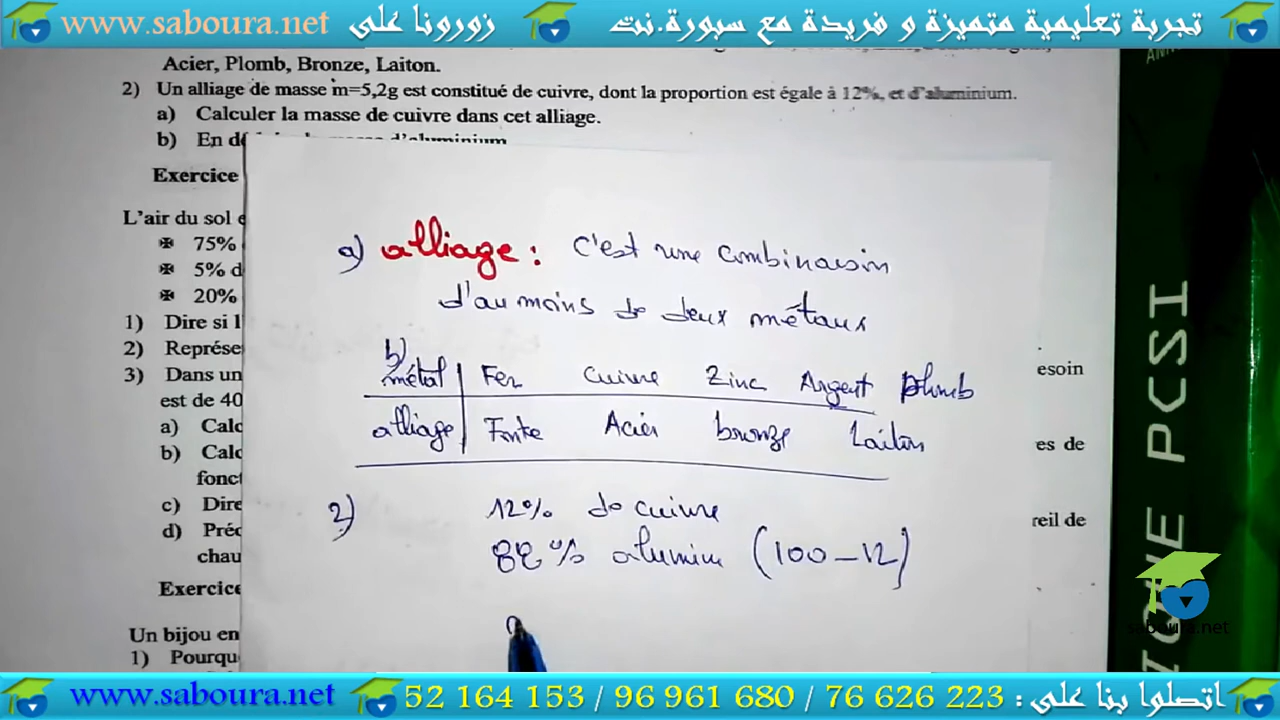 www.saboura.net تجربة تعليمية متميزة و فريدة مع سبورة.نت زورونا على
Acier, Plomb, Bronze, Laiton.
2) Un alliage de masse m=5,2g est constitué de cuivre, dont la proportion est égale à 12%, et d'aluminium.
a) Calculer la masse de cuivre dans cet alliage.
b) En d
Exercice
L'air du sol e
75%
5% d
20%
1) Dire si l
2) Représe
3) Dans un esoin
est de 40
a) Calc
b) Calc es de
fonct
c) Dire
d) Préc reil de
chau
Exercice
Un bijou en
1) Pourqu
a) alliage : c'est une combinaison
d'au moins de deux métaux
b)
métal Fer cuivre Zinc Argent plomb
alliage Fonte Acier bronze Laiton
2) 12% de cuivre
88% alumin (100-12)
IQUE PCSI
saboura.net
www.saboura.net 52 164 153 / 96 961 680 / 76 626 223 : اتصلوا بنا على